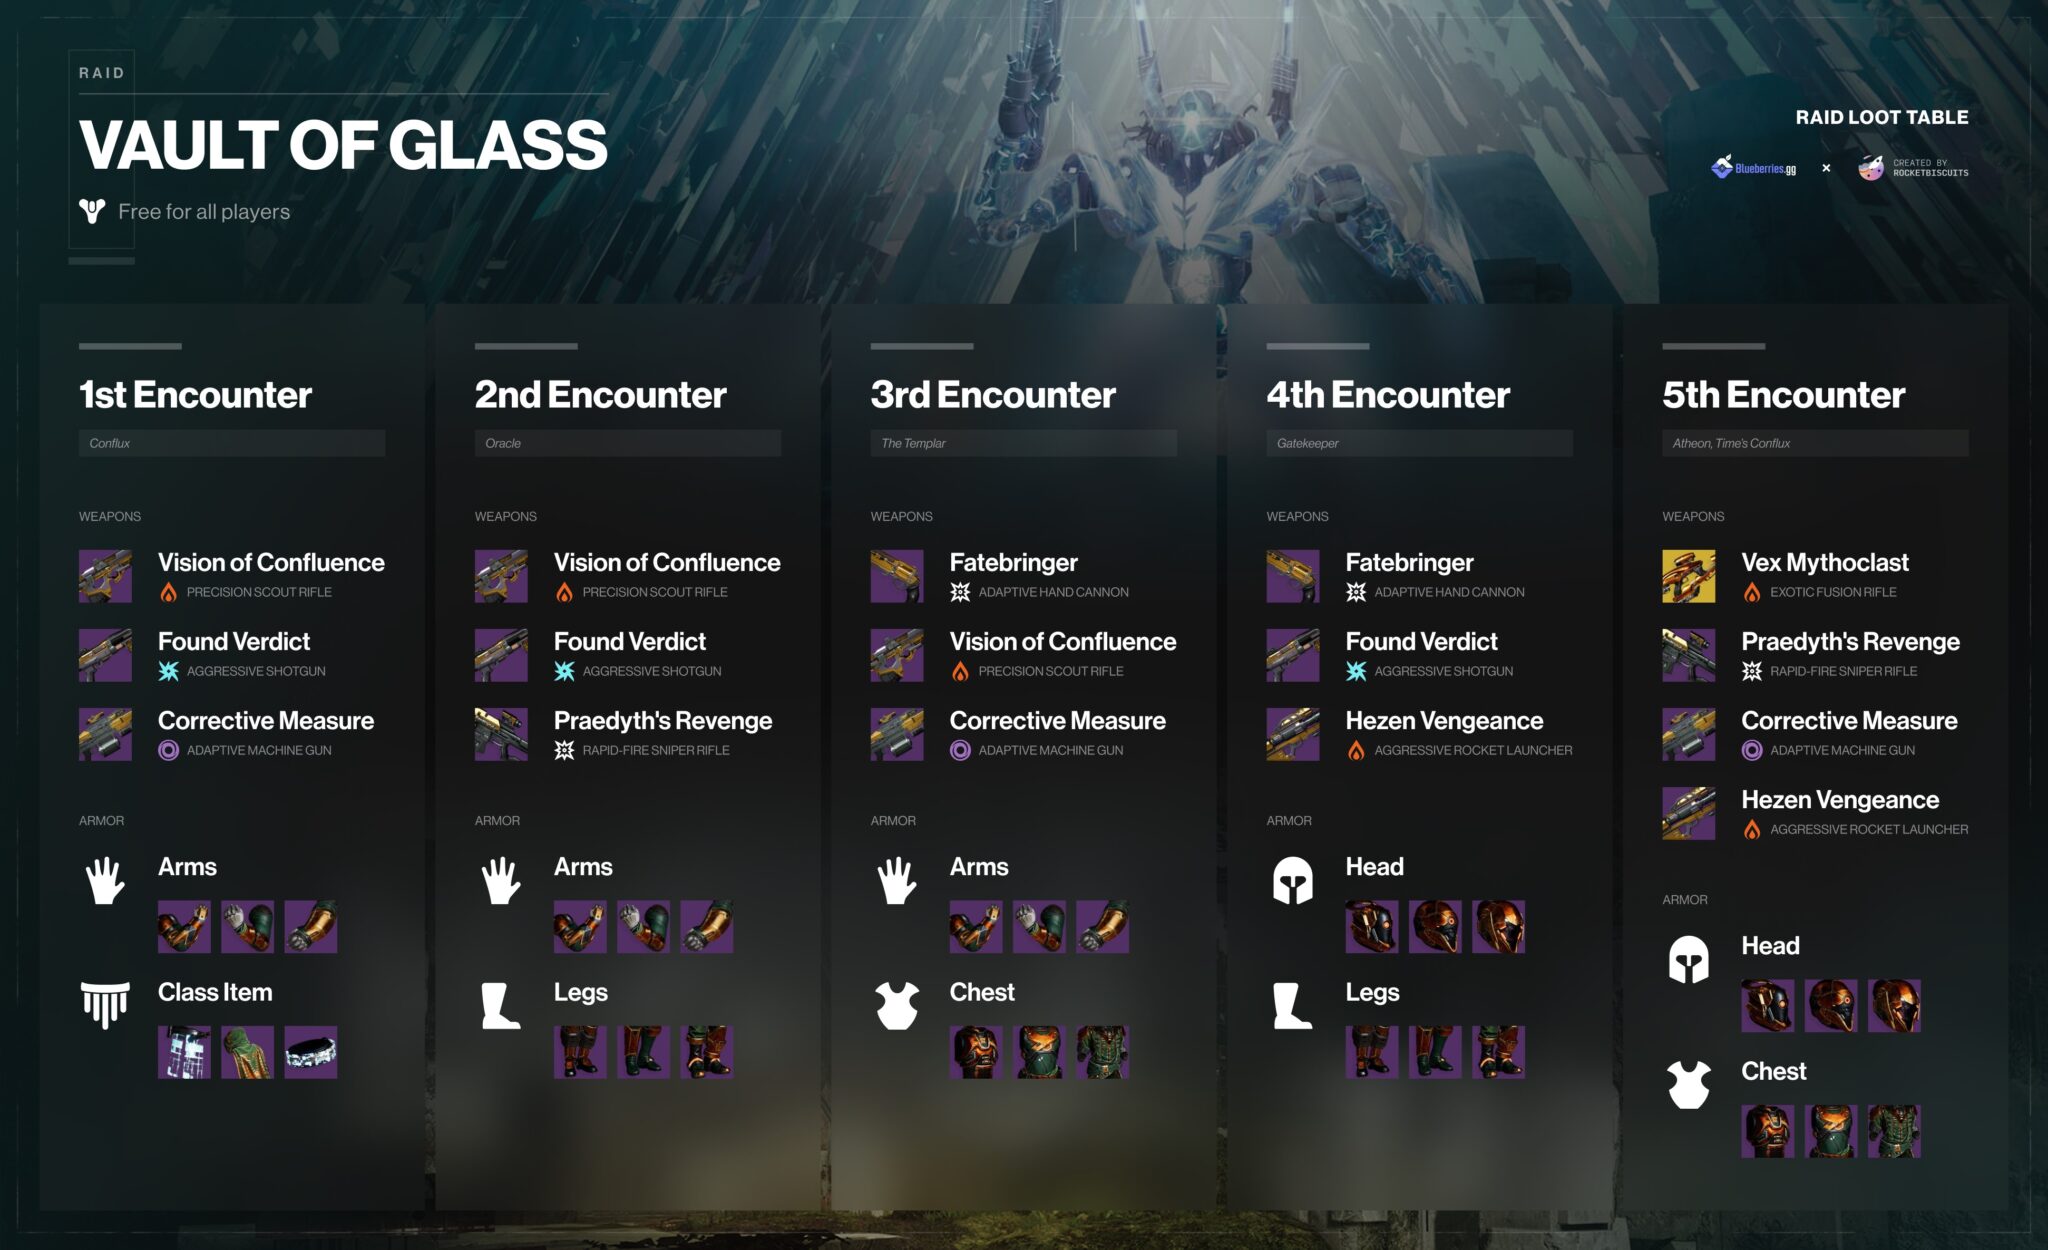 RAID
VAULT OF GLASS
Free for all players
RAID LOOT TABLE
Blueberries.gg × CREATED BY
ROCKETBISCUITS
1st Encounter
Conflux
WEAPONS
Vision of Confluence
PRECISION SCOUT RIFLE
Found Verdict
AGGRESSIVE SHOTGUN
Corrective Measure
ADAPTIVE MACHINE GUN
ARMOR
Arms
Class Item
2nd Encounter
Oracle
WEAPONS
Vision of Confluence
PRECISION SCOUT RIFLE
Found Verdict
AGGRESSIVE SHOTGUN
Praedyth's Revenge
RAPID-FIRE SNIPER RIFLE
ARMOR
Arms
Legs
3rd Encounter
The Templar
WEAPONS
Fatebringer
ADAPTIVE HAND CANNON
Vision of Confluence
PRECISION SCOUT RIFLE
Corrective Measure
ADAPTIVE MACHINE GUN
ARMOR
Arms
Chest
4th Encounter
Gatekeeper
WEAPONS
Fatebringer
ADAPTIVE HAND CANNON
Found Verdict
AGGRESSIVE SHOTGUN
Hezen Vengeance
AGGRESSIVE ROCKET LAUNCHER
ARMOR
Head
Legs
5th Encounter
Atheon, Time's Conflux
WEAPONS
Vex Mythoclast
EXOTIC FUSION RIFLE
Praedyth's Revenge
RAPID-FIRE SNIPER RIFLE
Corrective Measure
ADAPTIVE MACHINE GUN
Hezen Vengeance
AGGRESSIVE ROCKET LAUNCHER
ARMOR
Head
Chest